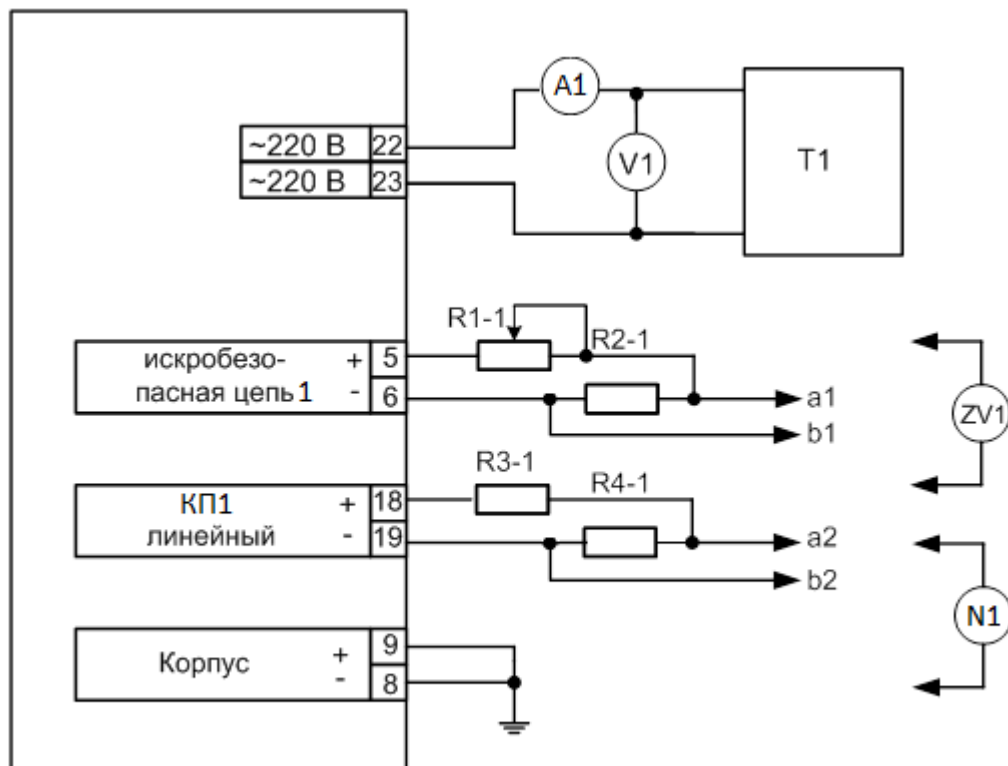 A1
~220 В 22
~220 В 23
V1
T1
R1-1
R2-1
искробезо-
пасная цепь 1
+ 5
- 6
a1
b1
ZV1
R3-1
R4-1
КП1
линейный
+ 18
- 19
a2
b2
N1
Корпус
+ 9
- 8